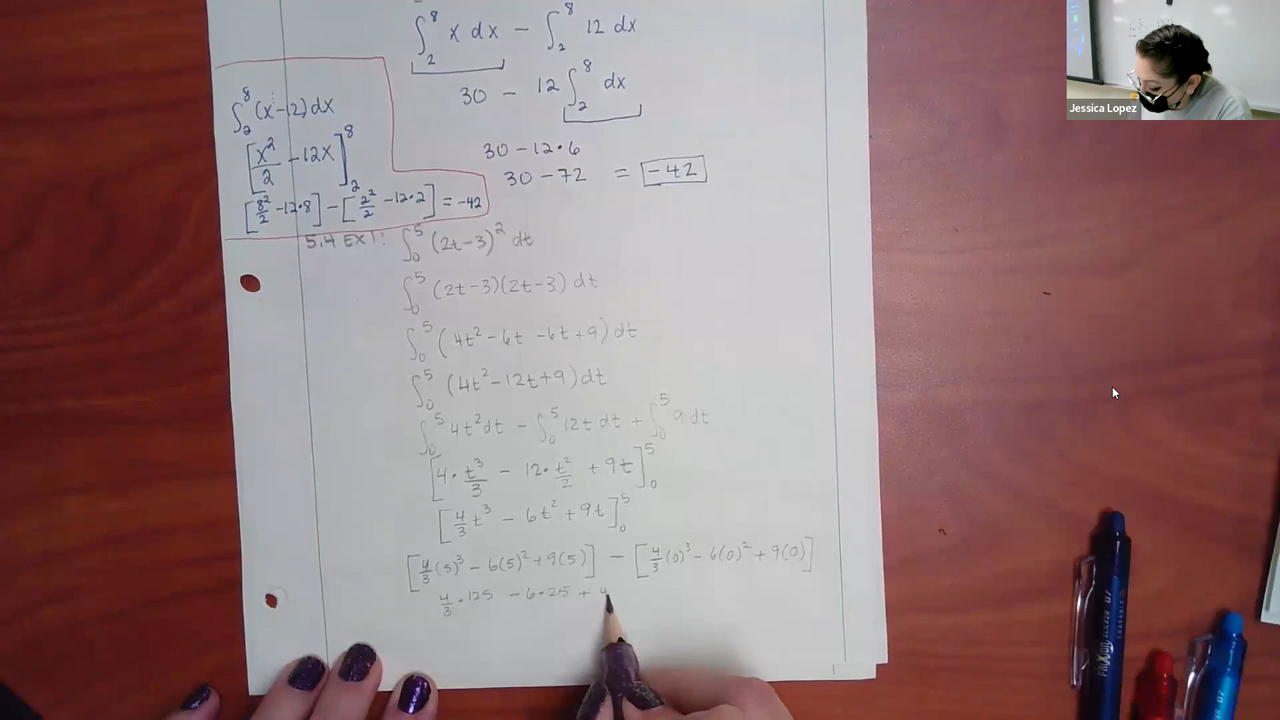 ∫₂⁸ x dx − ∫₂⁸ 12 dx
30 − 12 ∫₂⁸ dx
30 − 12•6
30 − 72 = −42
∫₂⁸ (x−12) dx
[x²/2 − 12x]₂⁸
[8²/2 − 12•8] − [2²/2 − 12•2] = −42
5.4 EX 1: ∫₀⁵ (2t−3)² dt
∫₀⁵ (2t−3)(2t−3) dt
∫₀⁵ (4t² − 6t − 6t + 9) dt
∫₀⁵ (4t² − 12t + 9) dt
∫₀⁵ 4t² dt − ∫₀⁵ 12t dt + ∫₀⁵ 9 dt
[4• t³/3 − 12• t²/2 + 9t]₀⁵
[4/3 t³ − 6t² + 9t]₀⁵
[4/3 (5)³ − 6(5)² + 9(5)] − [4/3 (0)³ − 6(0)² + 9(0)]
4/3 •125 − 6•25 + 4
Jessica Lopez